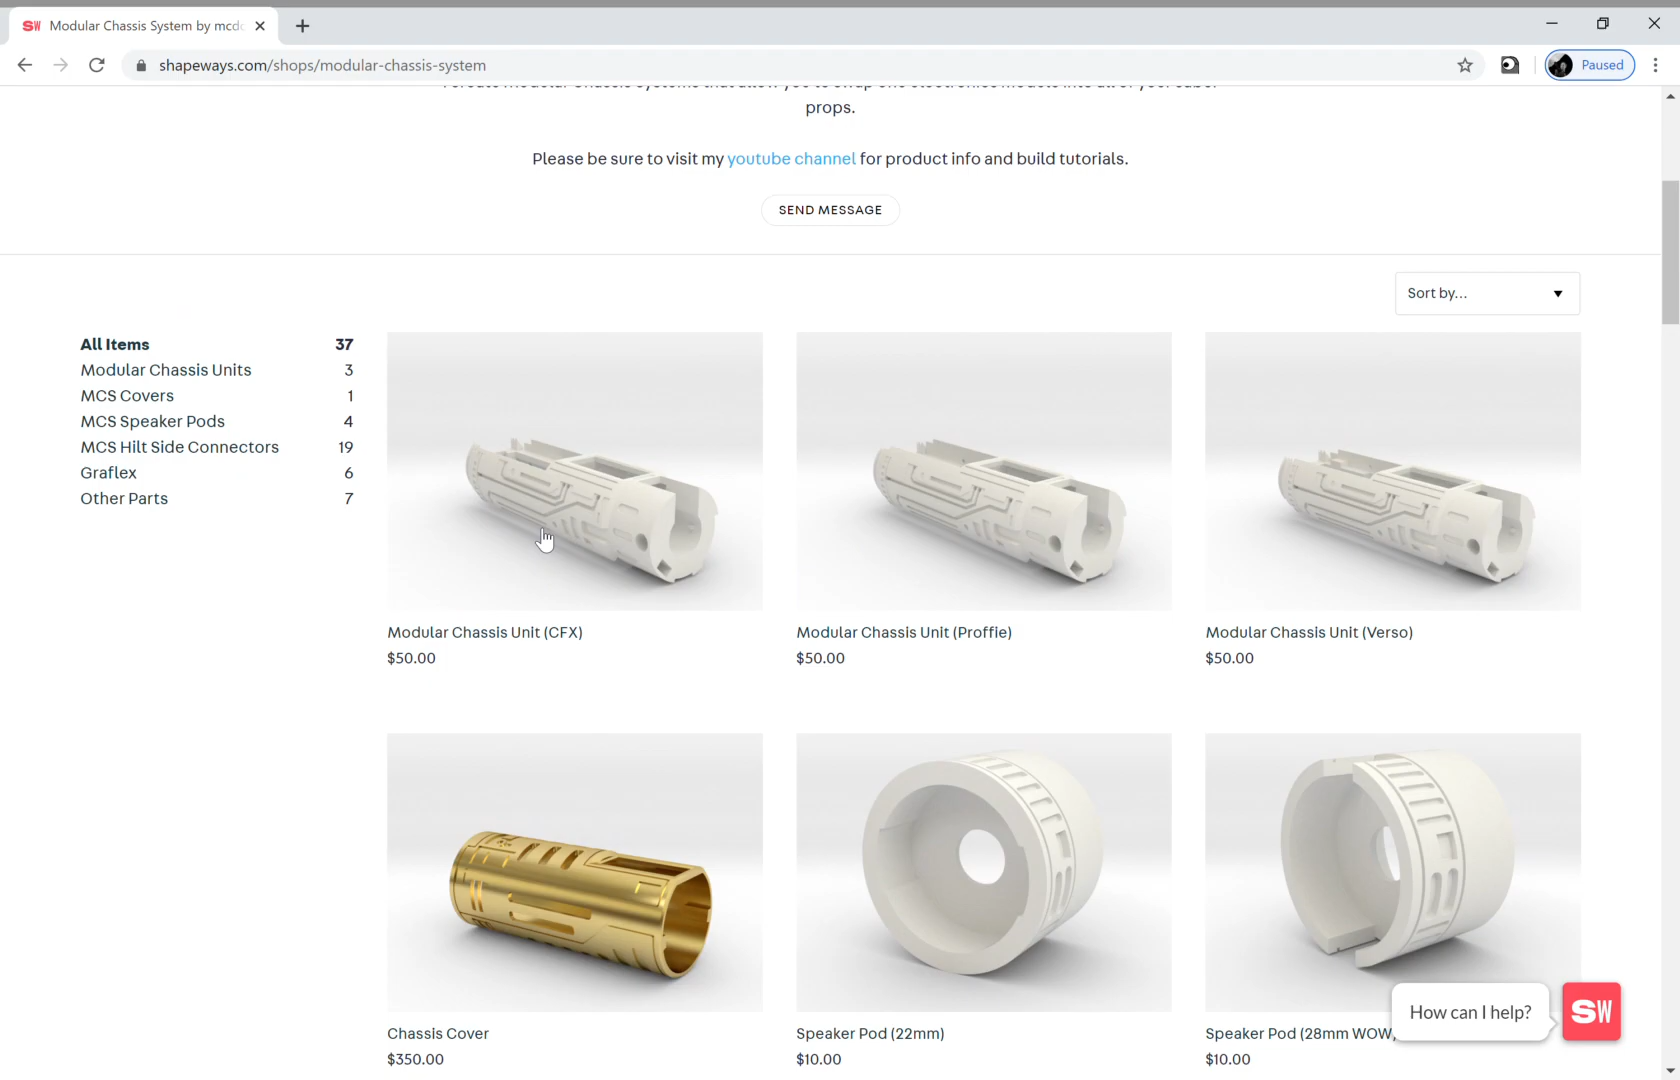 SW Modular Chassis System by mcd
shapeways.com/shops/modular-chassis-system
Paused
props.
Please be sure to visit my youtube channel for product info and build tutorials.
SEND MESSAGE
Sort by...
All Items 37
Modular Chassis Units 3
MCS Covers 1
MCS Speaker Pods 4
MCS Hilt Side Connectors 19
Graflex 6
Other Parts 7
Modular Chassis Unit (CFX)
$50.00
Modular Chassis Unit (Proffie)
$50.00
Modular Chassis Unit (Verso)
$50.00
Chassis Cover
$350.00
Speaker Pod (22mm)
$10.00
Speaker Pod (28mm WOW)
$10.00
How can I help?
SW